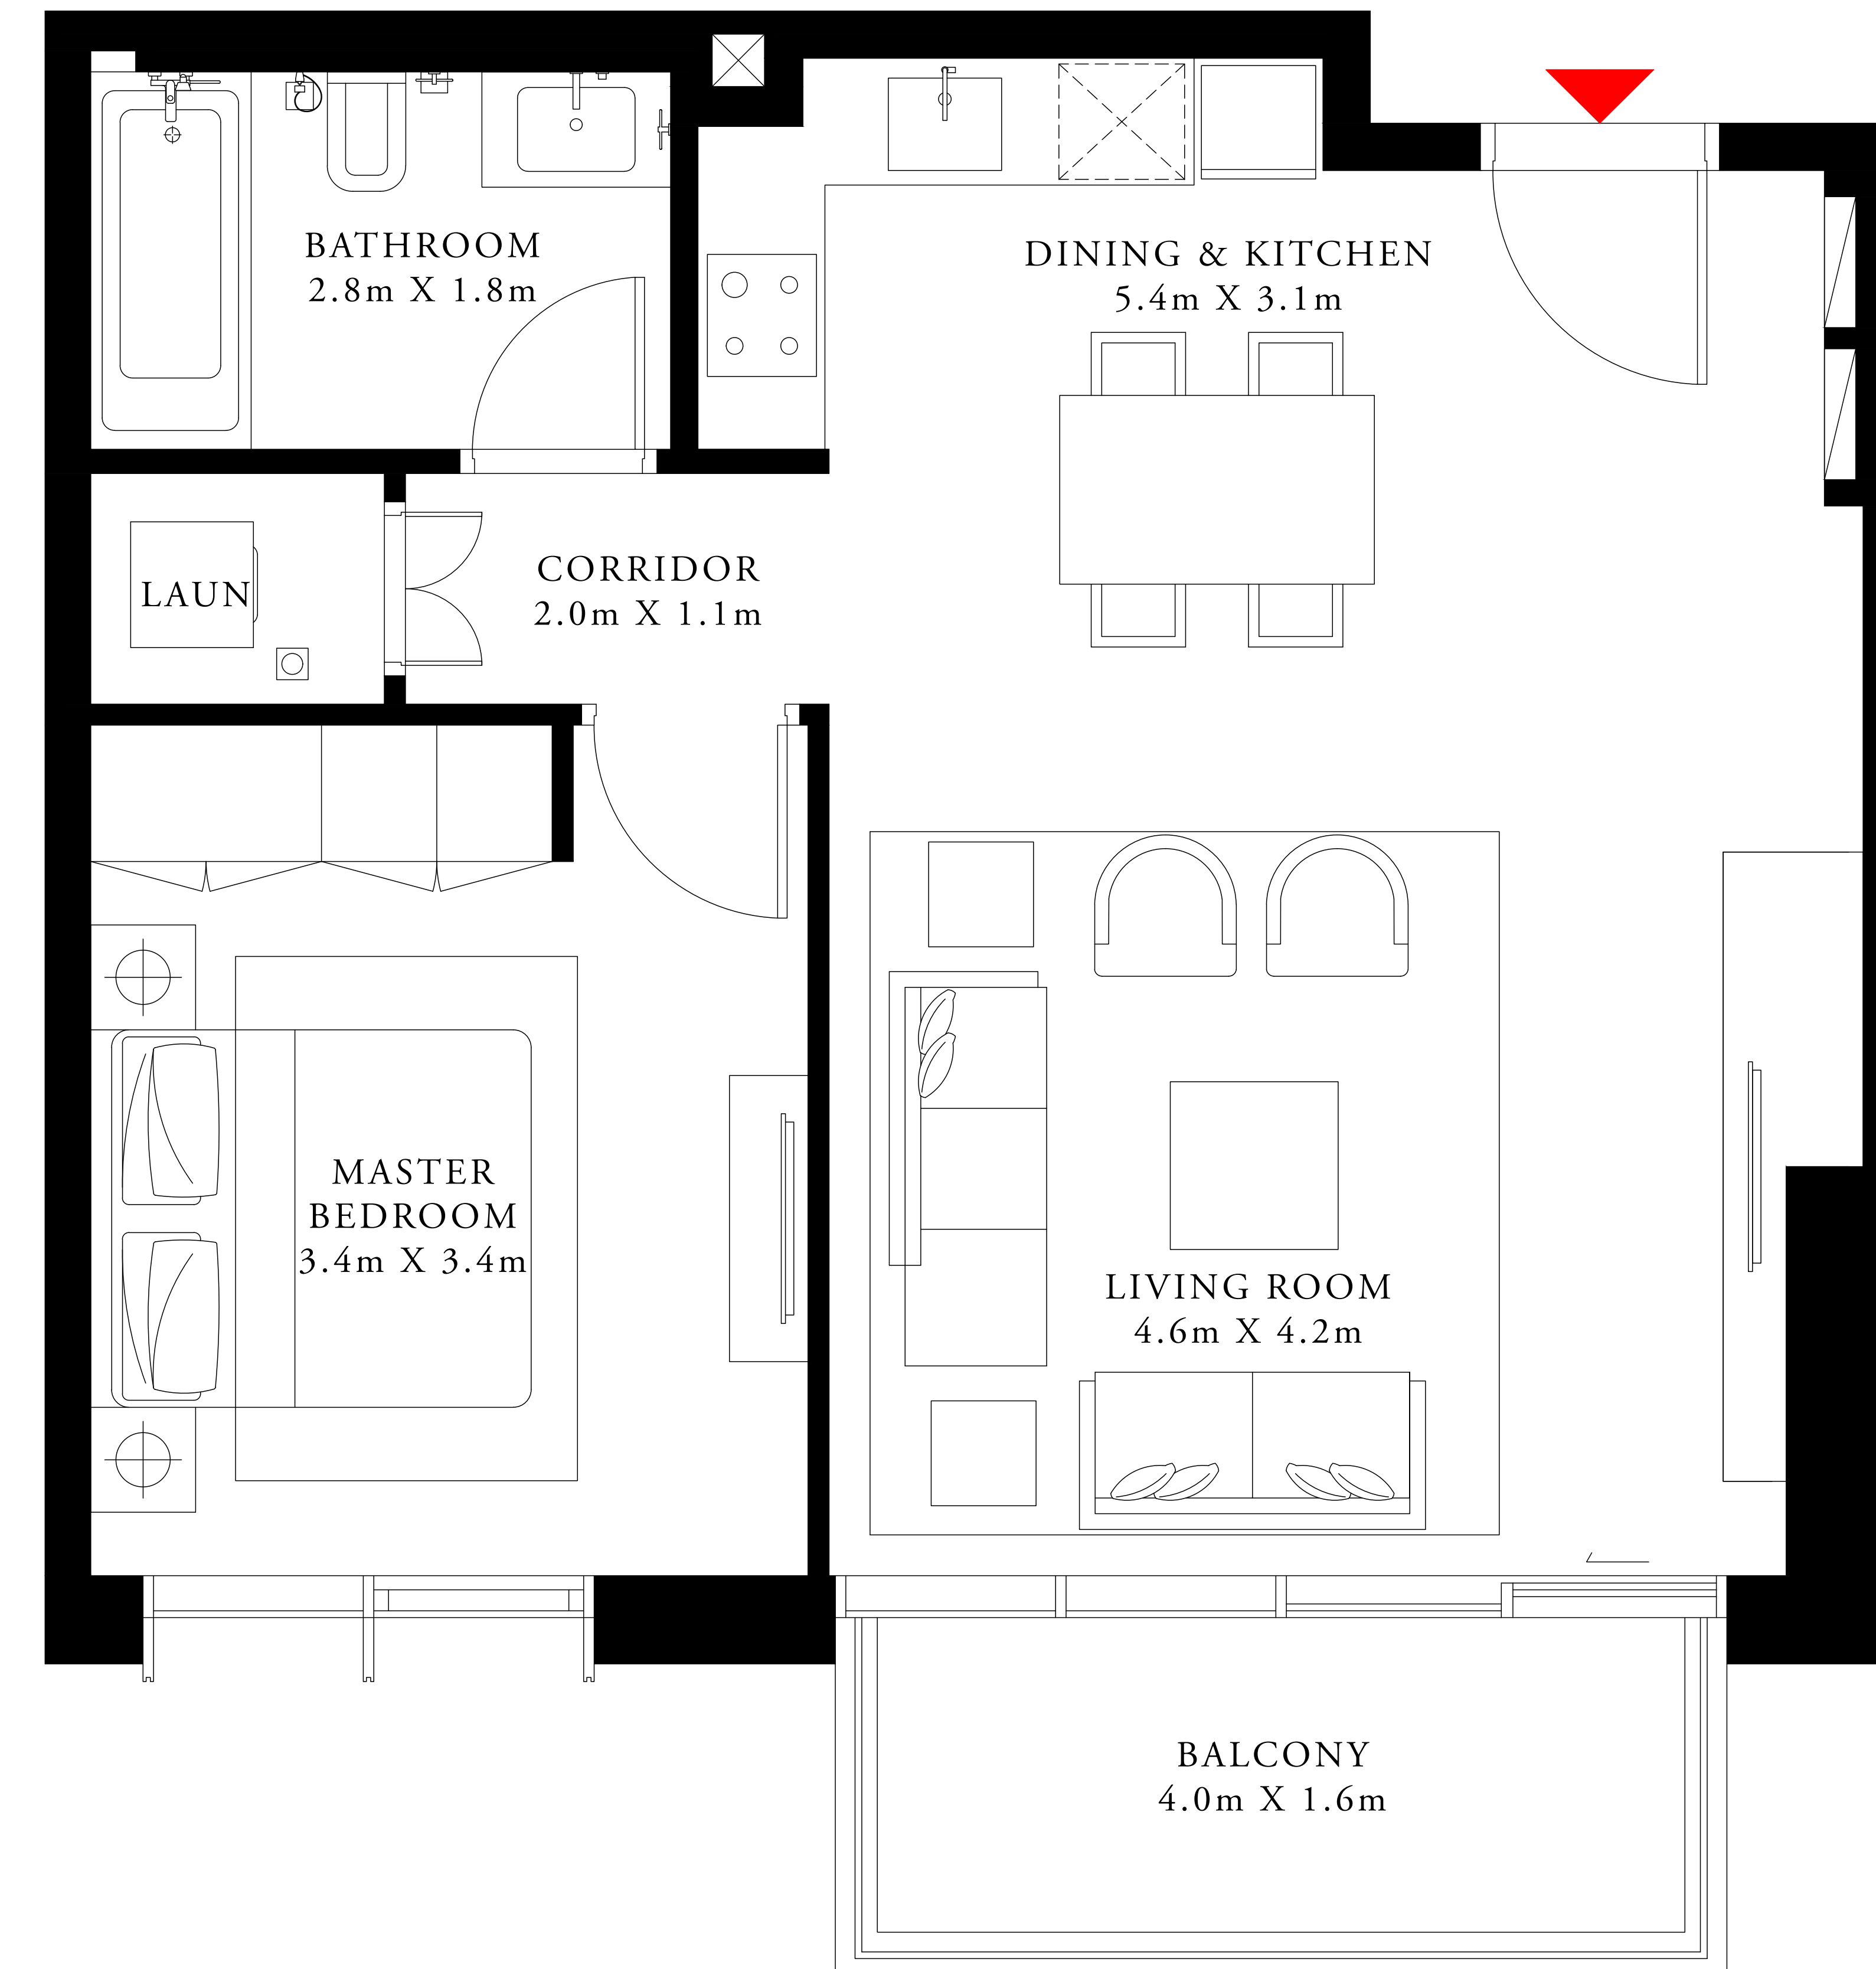 BATHROOM
2.8m X 1.8m
DINING & KITCHEN
5.4m X 3.1m
LAUN
CORRIDOR
2.0m X 1.1m
MASTER
BEDROOM
3.4m X 3.4m
LIVING ROOM
4.6m X 4.2m
BALCONY
4.0m X 1.6m